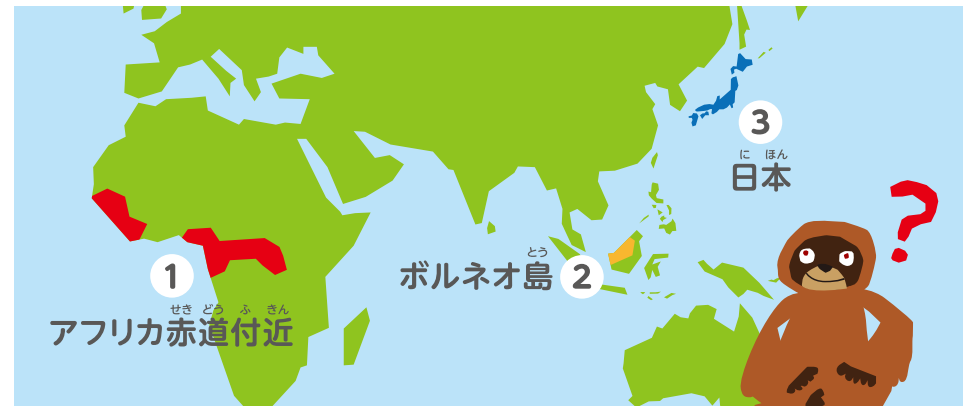 3
に ほん
日本
とう
ボルネオ島 2
1
せき どう ふ きん
アフリカ赤道付近
?